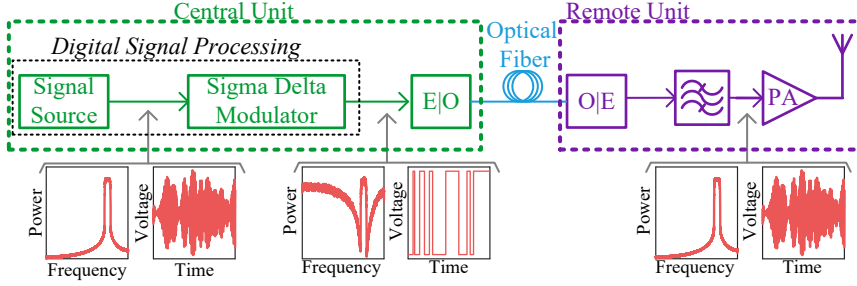 Central Unit
Remote Unit
Digital Signal Processing
Optical
Fiber
Signal
Source
Sigma Delta
Modulator
E|O
O|E
PA
Power
Frequency
Voltage
Time
Power
Frequency
Voltage
Time
Power
Frequency
Voltage
Time